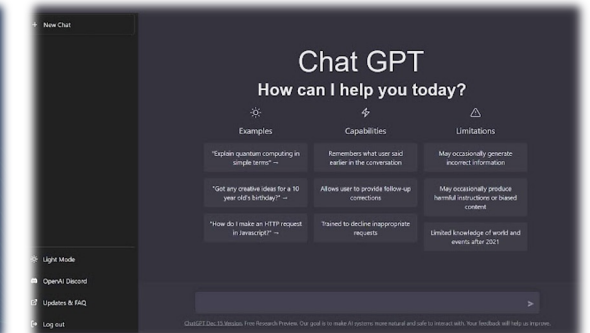 + New Chat
Chat GPT
How can I help you today?
Examples
Capabilities
Limitations
"Explain quantum computing in
simple terms" →
Remembers what user said
earlier in the conversation
May occasionally generate
incorrect information
"Got any creative ideas for a 10
year old's birthday?" →
Allows user to provide follow-up
corrections
May occasionally produce
harmful instructions or biased
content
"How do I make an HTTP request
in Javascript?" →
Trained to decline inappropriate
requests
Limited knowledge of world and
events after 2021
Light Mode
OpenAI Discord
Updates & FAQ
Log out
ChatGPT Dec 15 Version. Free Research Preview. Our goal is to make AI systems more natural and safe to interact with. Your feedback will help us improve.